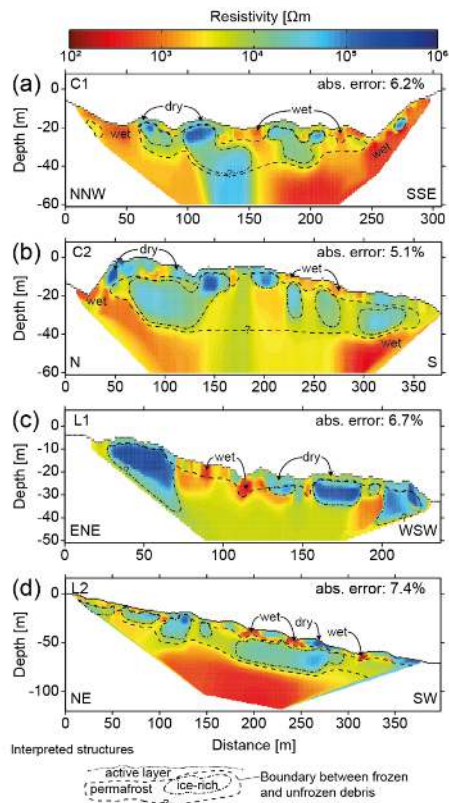 Resistivity [Ωm
10² 10³ 10⁴ 10⁵ 10⁶
(a) C1 abs. error: 6.2%
dry wet
wet wet
Depth [m]
0
-20
-40
-60
NNW SSE
0 50 100 150 200 250 300
(b) C2 abs. error: 5.1%
dry wet
wet wet
?
Depth [m]
0
-20
-40
-60
N S
0 50 100 150 200 250 300 350
(c) L1 abs. error: 6.7%
wet dry
Depth [m]
0
-10
-20
-30
-40
-50
ENE WSW
0 50 100 150 200
(d) L2 abs. error: 7.4%
wet dry wet
Depth [m]
0
-50
-100
NE SW
0 50 100 150 200 250 300 350
Distance [m]
Interpreted structures
active layer
permafrost ice-rich
Boundary between frozen
and unfrozen debris